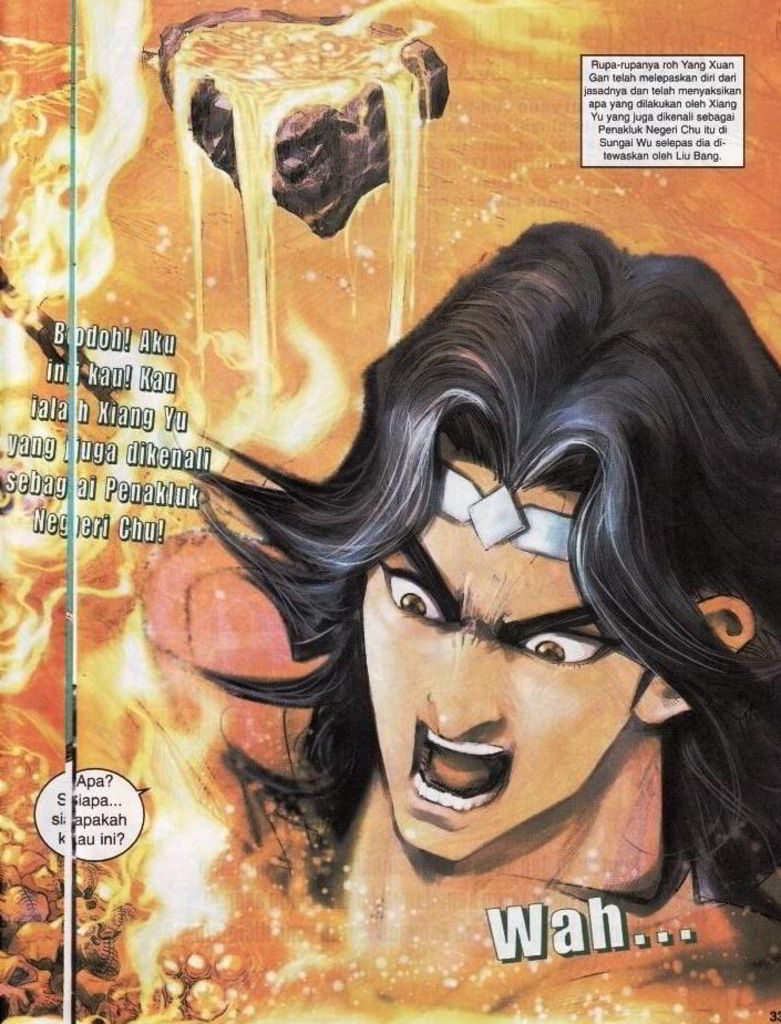 Rupa-rupanya roh Yang Xuan
Gan telah melepaskan diri dari
jasadnya dan telah menyaksikan
apa yang dilakukan oleh Xiang
Yu yang juga dikenali sebagai
Penakluk Negeri Chu itu di
Sungai Wu selepas dia di-
tewaskan oleh Liu Bang.
Bodoh! Aku
ini kau! Kau
ialah Xiang Yu
yang juga dikenali
sebagai Penakluk
Negeri Chu!
Apa?
Siapa...
siapakah
kau ini?
Wah...
33